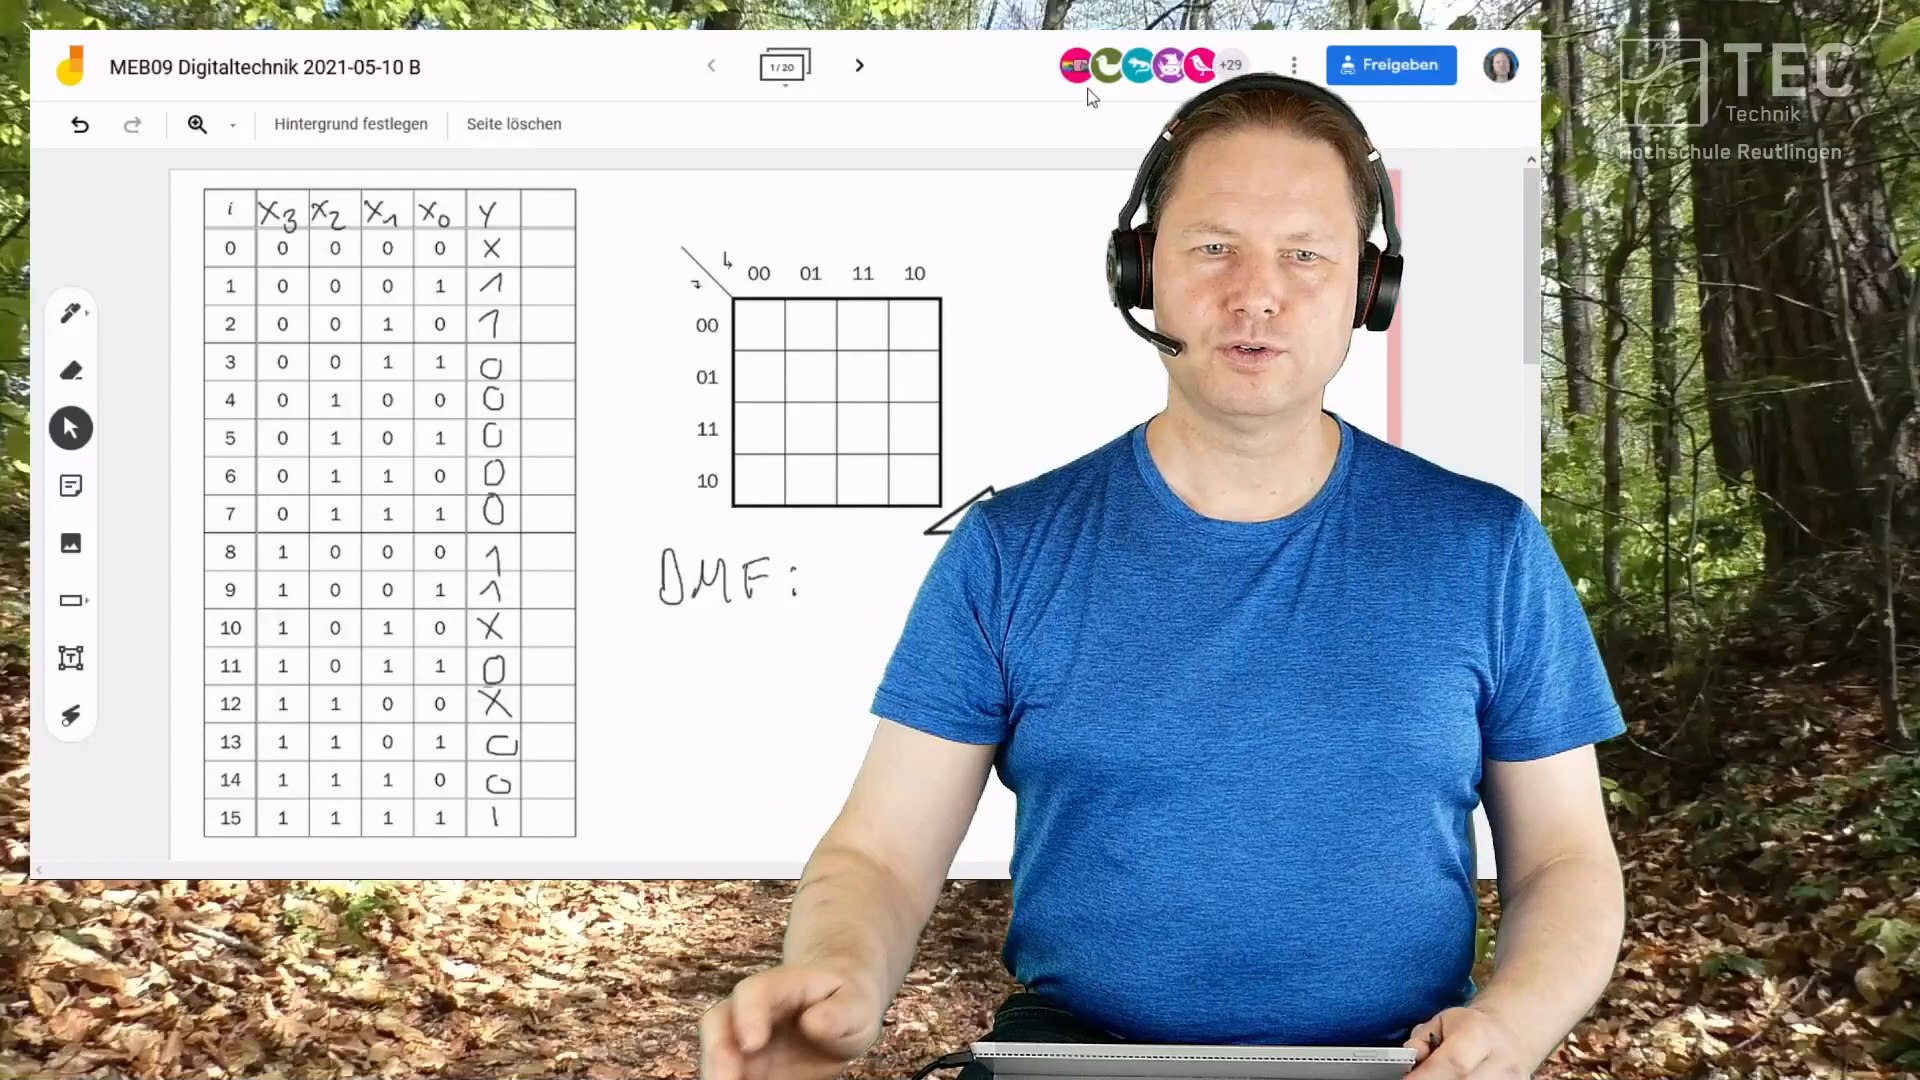 MEB09 Digitaltechnik 2021-05-10 B
1/20
+29
Freigeben
TEC
Technik
Hochschule Reutlingen
Hintergrund festlegen
Seite löschen
i X3 X2 X1 X0 Y
0 0 0 0 0 X
1 0 0 0 1 1
2 0 0 1 0 1
3 0 0 1 1 0
4 0 1 0 0 0
5 0 1 0 1 0
6 0 1 1 0 0
7 0 1 1 1 0
8 1 0 0 0 1
9 1 0 0 1 1
10 1 0 1 0 X
11 1 0 1 1 0
12 1 1 0 0 X
13 1 1 0 1 0
14 1 1 1 0 0
15 1 1 1 1 1
00 01 11 10
00
01
11
10
DMF: